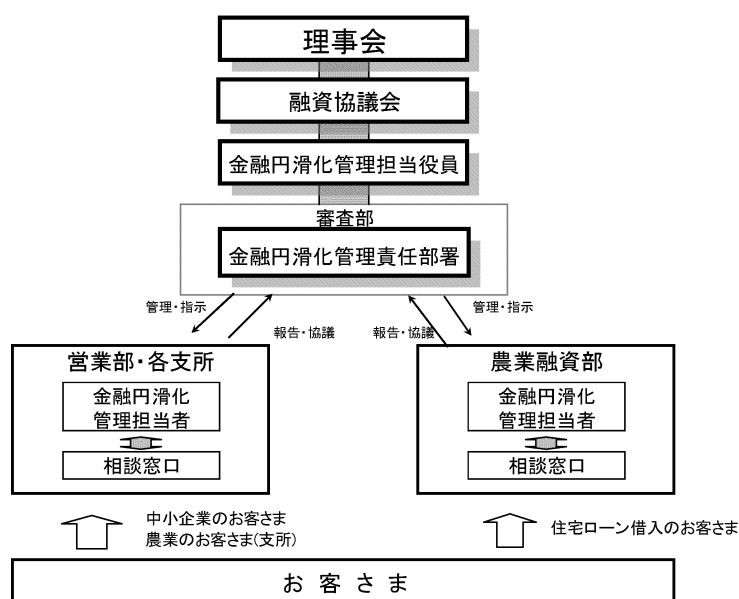 理事会
融資協議会
金融円滑化管理担当役員
審査部
金融円滑化管理責任部署
管理・指示
報告・協議
報告・協議
管理・指示
営業部・各支所
金融円滑化
管理担当者
相談窓口
農業融資部
金融円滑化
管理担当者
相談窓口
中小企業のお客さま
農業のお客さま(支所)
住宅ローン借入のお客さま
お客さま